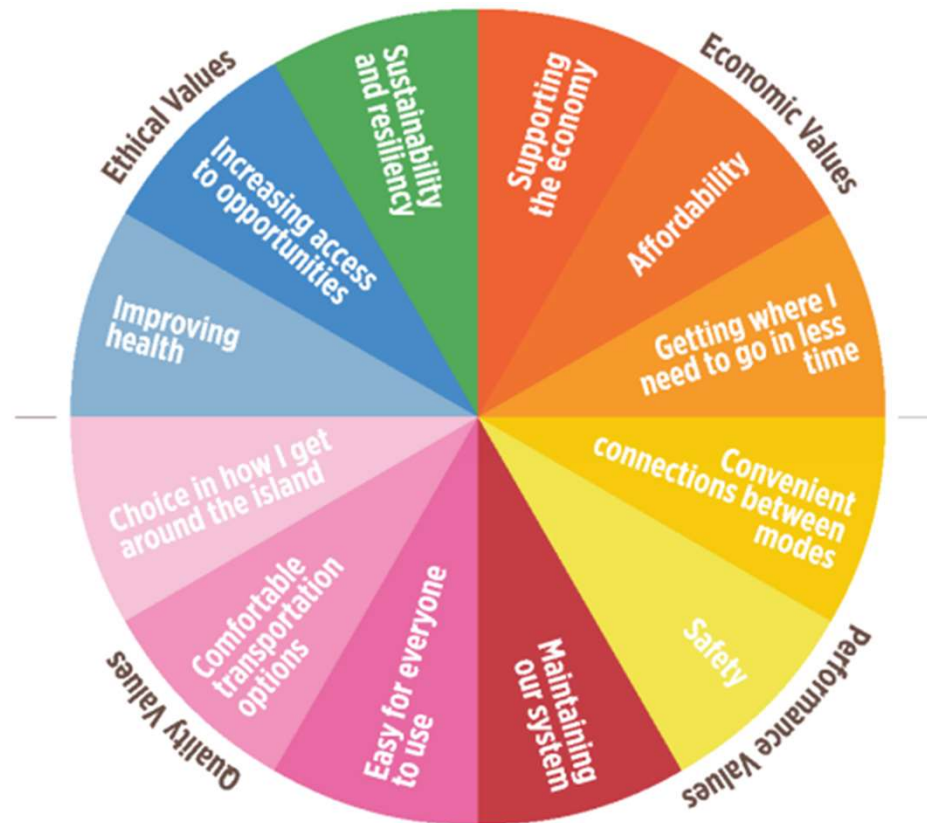 Ethical Values
Economic Values
Sustainability
and resiliency
Supporting
the economy
Increasing access
to opportunities
Affordability
Improving
health
Getting where I
need to go in less
time
Choice in how I get
around the island
Convenient
connections between
modes
Comfortable
transportation
options
Safety
Easy for everyone
to use
Maintaining
our system
Quality Values
Performance Values